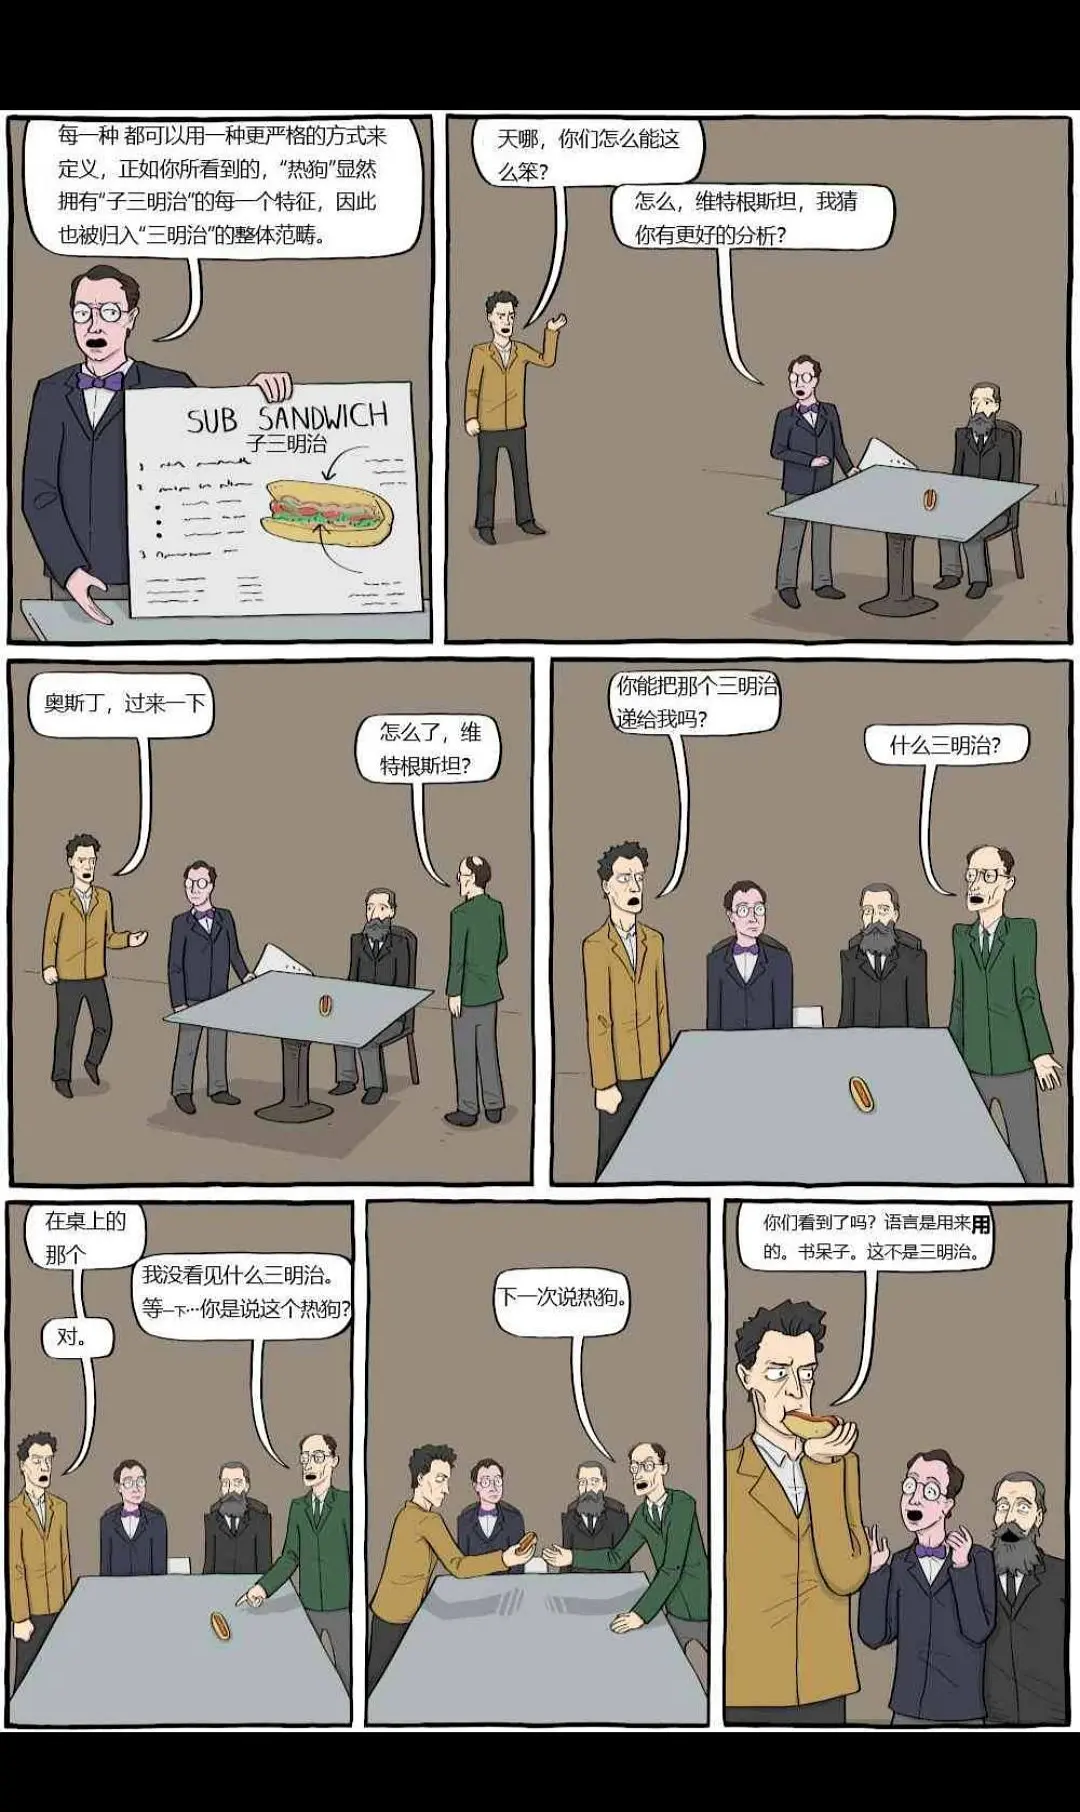 每一种 都可以用一种更严格的方式来
定义，正如你所看到的，“热狗”显然
拥有“子三明治”的每一个特征，因此
也被归入“三明治”的整体范畴。
SUB SANDWICH
子三明治
天哪，你们怎么能这
么笨？
怎么，维特根斯坦，我猜
你有更好的分析？
奥斯丁，过来一下
怎么了，维
特根斯坦？
你能把那个三明治
递给我吗？
什么三明治？
在桌上的
那个
我没看见什么三明治。
等一下···你是说这个热狗？
对。
下一次说热狗。
你们看到了吗？语言是用来用
的。书呆子。这不是三明治。